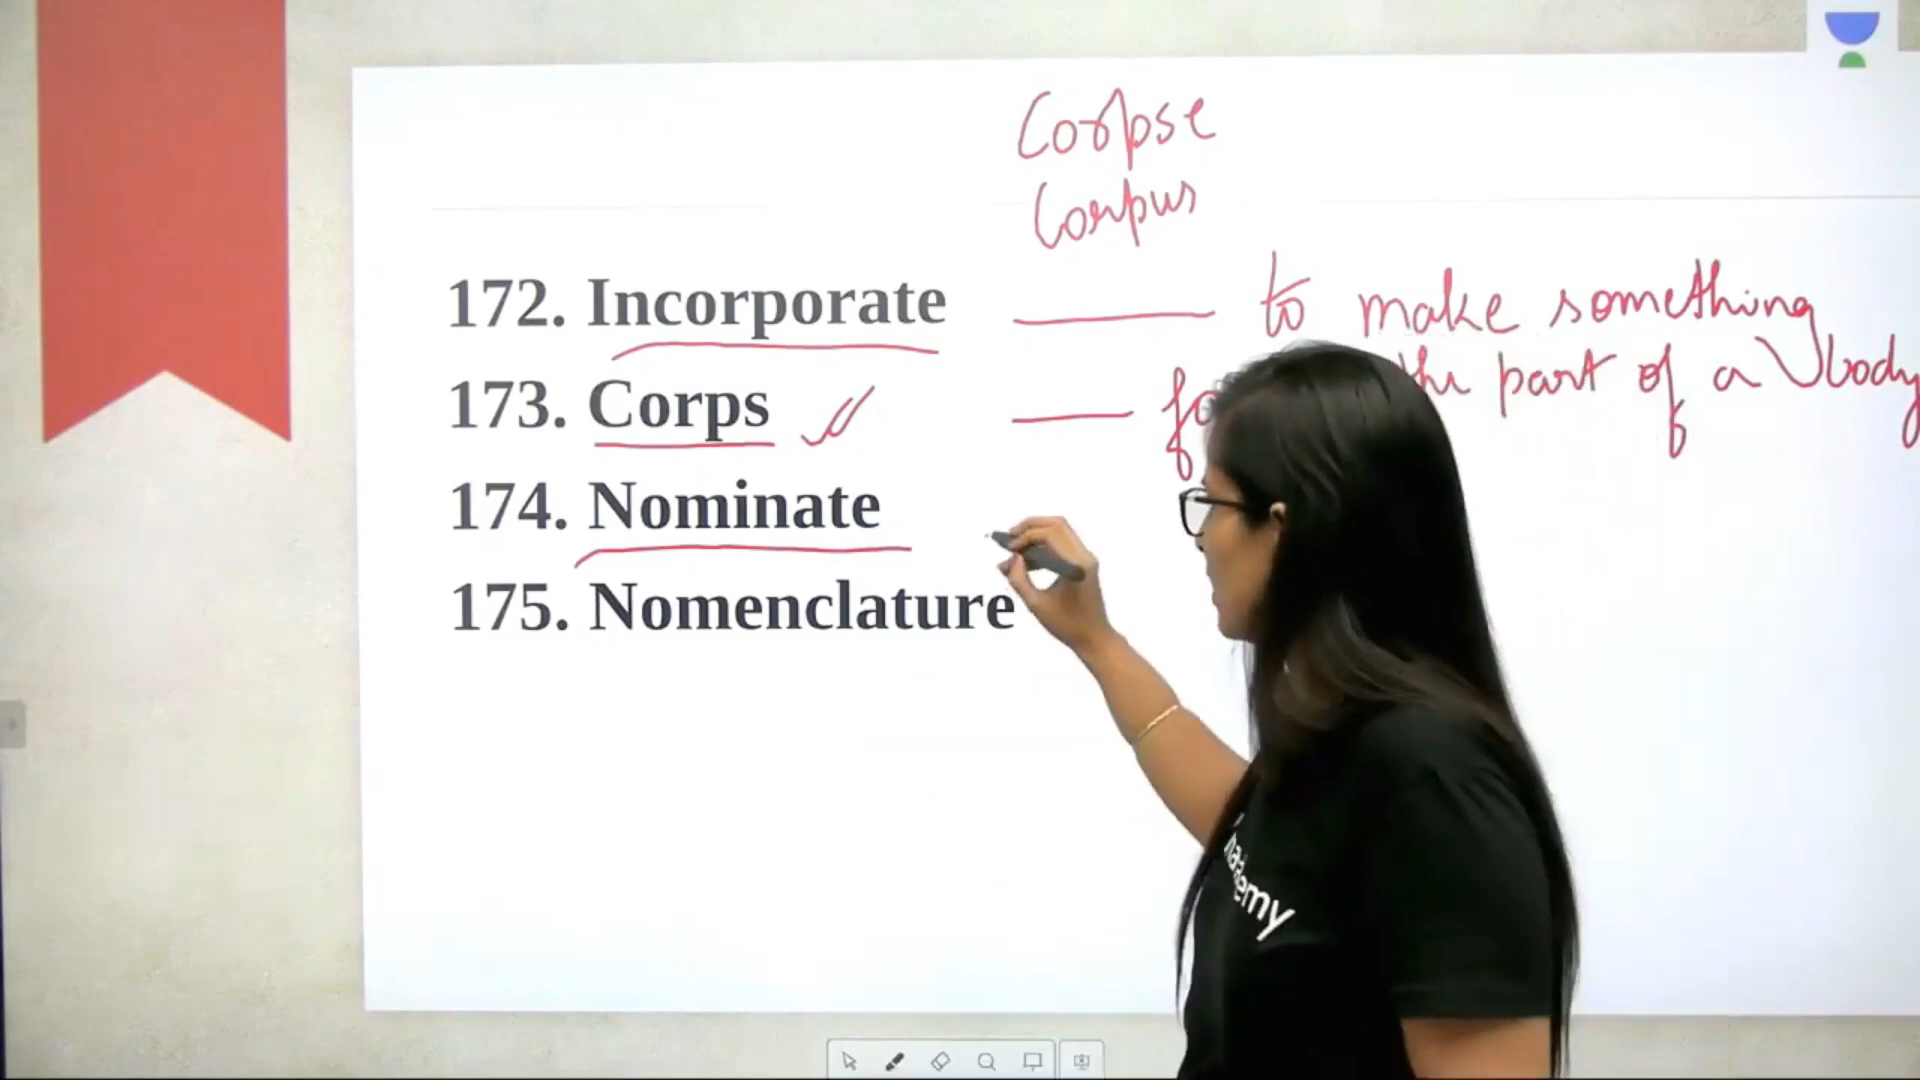 Corpse
Corpus
172. Incorporate — to make something
the part of a body
173. Corps —
174. Nominate
175. Nomenclature